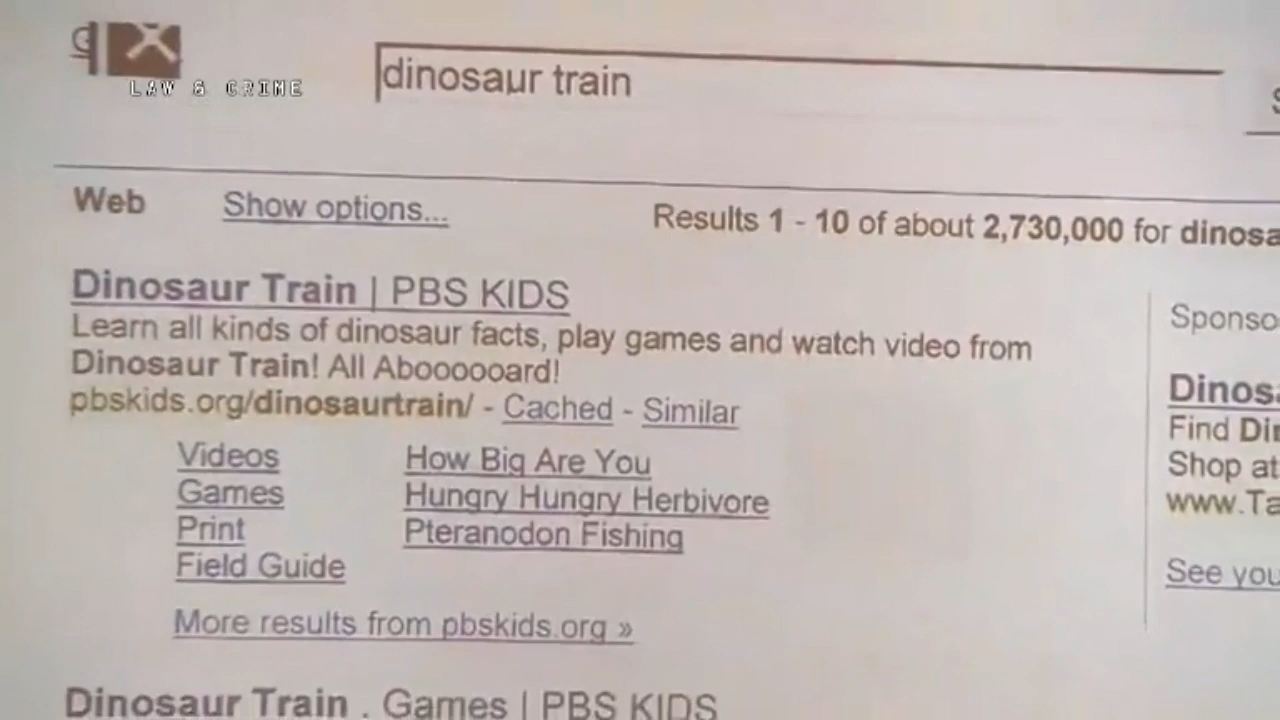 LAW & CRIME
dinosaur train
Web Show options... Results 1 - 10 of about 2,730,000 for dinosa
Dinosaur Train | PBS KIDS
Learn all kinds of dinosaur facts, play games and watch video from
Dinosaur Train! All Aboooooard!
pbskids.org/dinosaurtrain/ - Cached - Similar
Videos How Big Are You
Games Hungry Hungry Herbivore
Print Pteranodon Fishing
Field Guide
More results from pbskids.org »
Dinosaur Train . Games | PBS KIDS
Sponso
Dinosa
Find Din
Shop at
www.Ta
See you